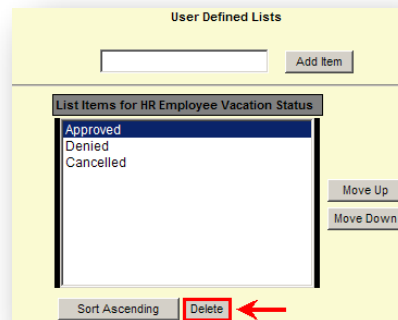 User Defined Lists
Add Item
List Items for HR Employee Vacation Status
Approved
Denied
Cancelled
Move Up
Move Down
Sort Ascending
Delete